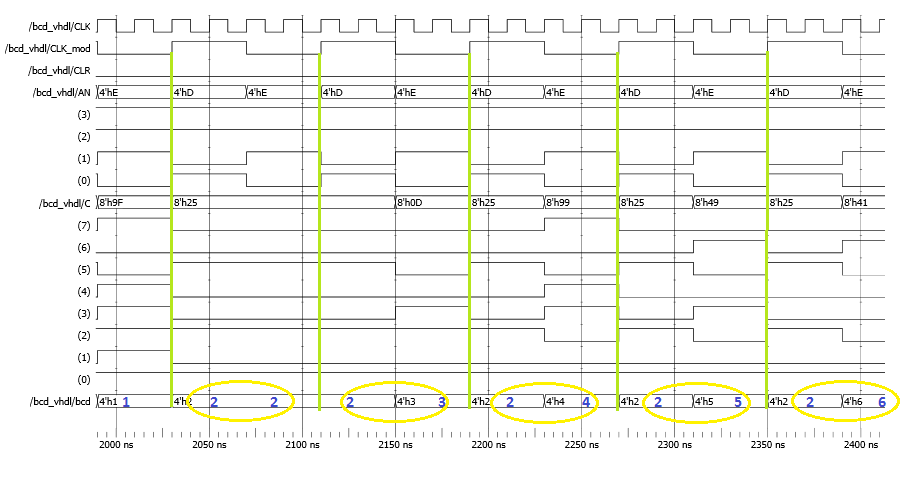 /bcd_vhdl/CLK
/bcd_vhdl/CLK_mod
/bcd_vhdl/CLR
/bcd_vhdl/AN 4'hE 4'hD 4'hE 4'hD 4'hE 4'hD 4'hE 4'hD 4'hE 4'hD 4'hE
(3)
(2)
(1)
(0)
/bcd_vhdl/C 8'h9F 8'h25 8'h0D 8'h25 8'h99 8'h25 8'h49 8'h25 8'h41
(7)
(6)
(5)
(4)
(3)
(2)
(1)
(0)
/bcd_vhdl/bcd 4'h1 1 4'h2 2 2 2 4'h3 3 4'h2 2 4'h4 4 4'h2 2 4'h5 5 4'h2 2 4'h6 6
2000 ns 2050 ns 2100 ns 2150 ns 2200 ns 2250 ns 2300 ns 2350 ns 2400 ns